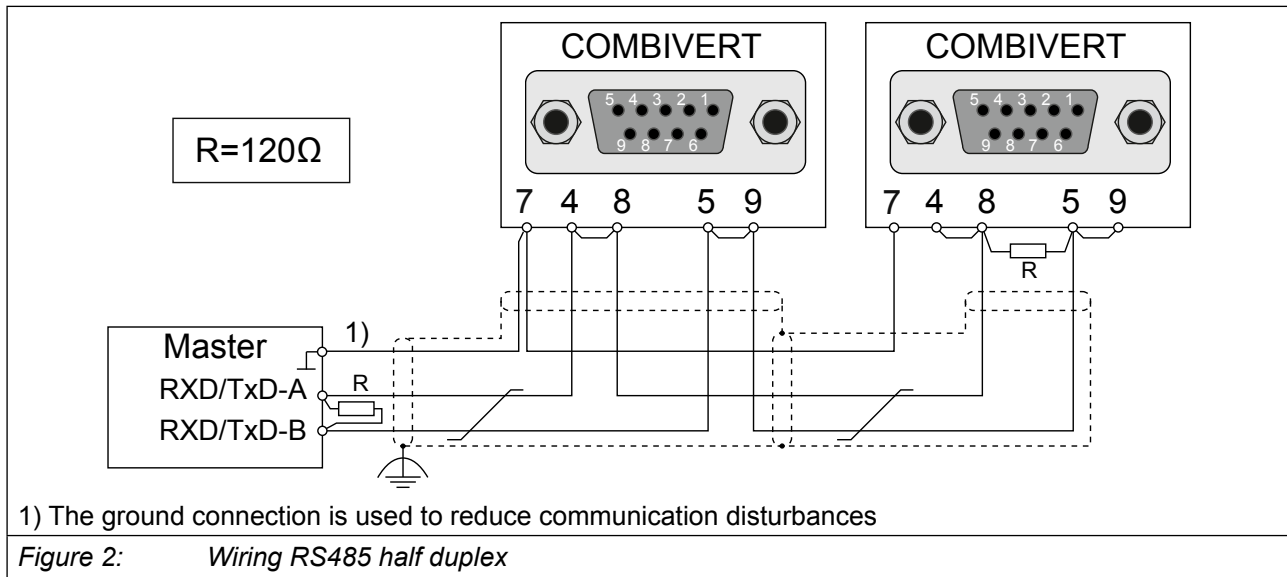 COMBIVERT
COMBIVERT
5 4 3 2 1
5 4 3 2 1
9 8 7 6
9 8 7 6
R=120Ω
7 4 8 5 9
7 4 8 5 9
R
Master
1)
RXD/TxD-A
R
RXD/TxD-B
1) The ground connection is used to reduce communication disturbances
Figure 2: Wiring RS485 half duplex